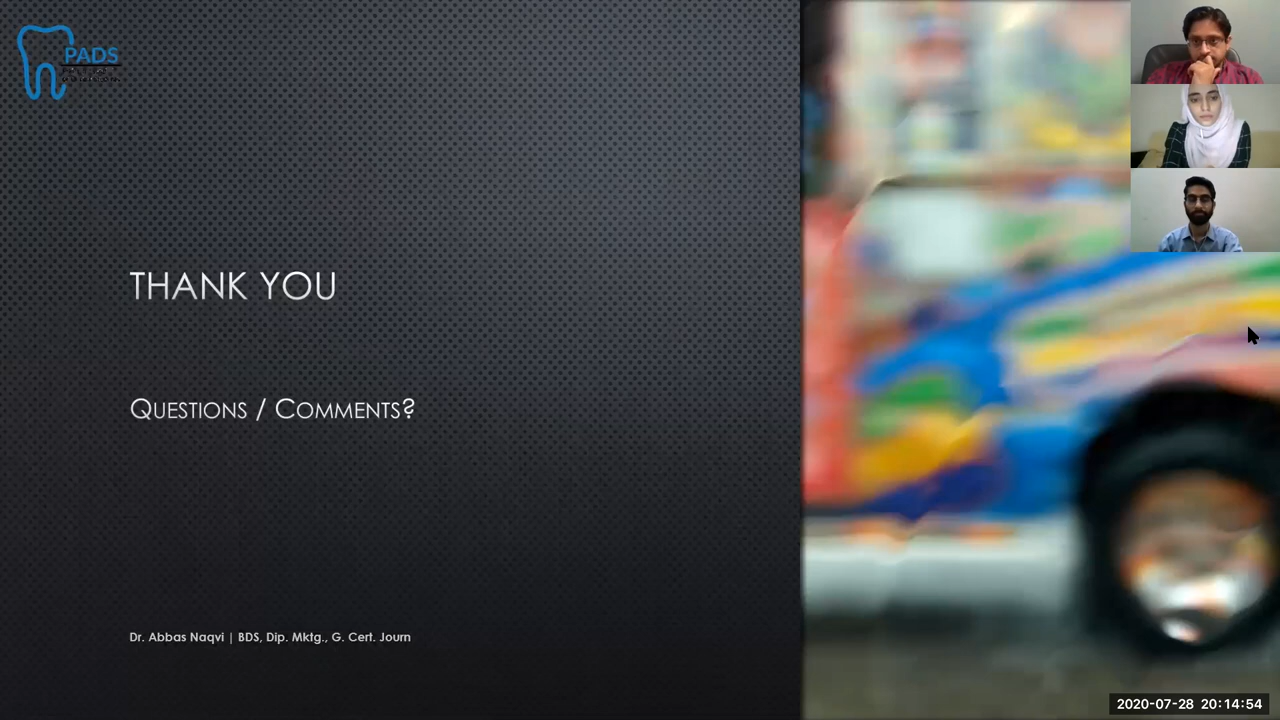 PADS
THANK YOU
QUESTIONS / COMMENTS?
Dr. Abbas Naqvi | BDS, Dip. Mktg., G. Cert. Journ
2020-07-28 20:14:54